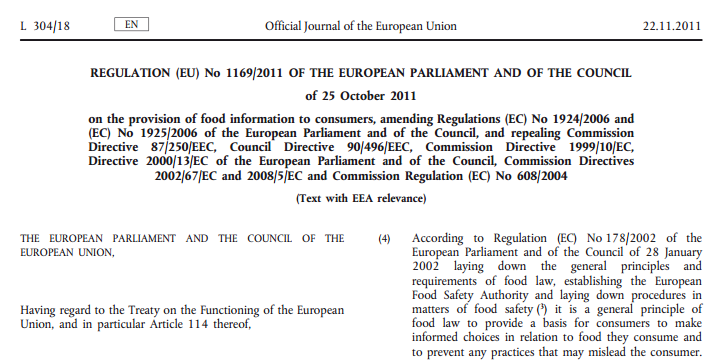 L 304/18 EN Official Journal of the European Union 22.11.2011
REGULATION (EU) No 1169/2011 OF THE EUROPEAN PARLIAMENT AND OF THE COUNCIL
of 25 October 2011
on the provision of food information to consumers, amending Regulations (EC) No 1924/2006 and
(EC) No 1925/2006 of the European Parliament and of the Council, and repealing Commission
Directive 87/250/EEC, Council Directive 90/496/EEC, Commission Directive 1999/10/EC,
Directive 2000/13/EC of the European Parliament and of the Council, Commission Directives
2002/67/EC and 2008/5/EC and Commission Regulation (EC) No 608/2004
(Text with EEA relevance)
THE EUROPEAN PARLIAMENT AND THE COUNCIL OF THE
EUROPEAN UNION,
Having regard to the Treaty on the Functioning of the European
Union, and in particular Article 114 thereof,
(4) According to Regulation (EC) No 178/2002 of the
European Parliament and of the Council of 28 January
2002 laying down the general principles and
requirements of food law, establishing the European
Food Safety Authority and laying down procedures in
matters of food safety (³) it is a general principle of
food law to provide a basis for consumers to make
informed choices in relation to food they consume and
to prevent any practices that may mislead the consumer.